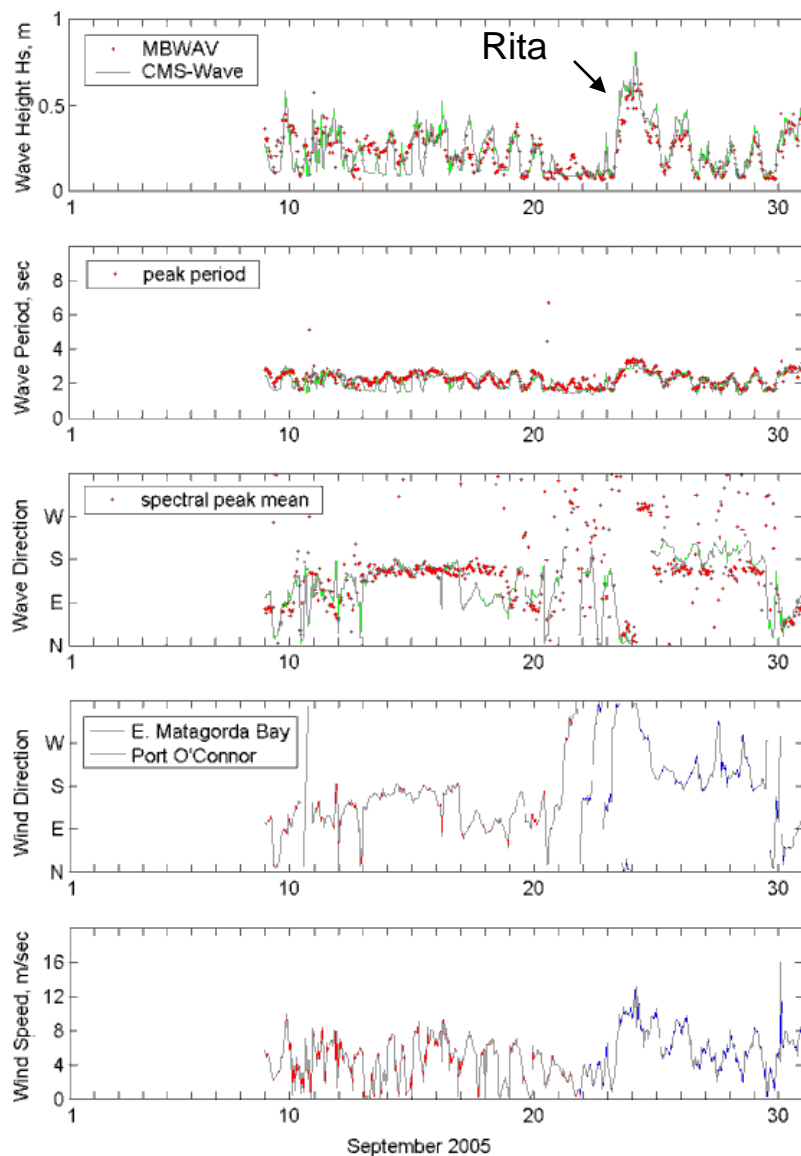 Wave Height Hs, m
1
0.5
0
MBWAV
CMS-Wave
Rita
1 10 20 30
Wave Period, sec
8
6
4
2
0
peak period
1 10 20 30
Wave Direction
W
S
E
N
spectral peak mean
1 10 20 30
Wind Direction
W
S
E
N
E. Matagorda Bay
Port O'Connor
1 10 20 30
Wind Speed, m/sec
16
12
8
4
0
1 10 20 30
September 2005